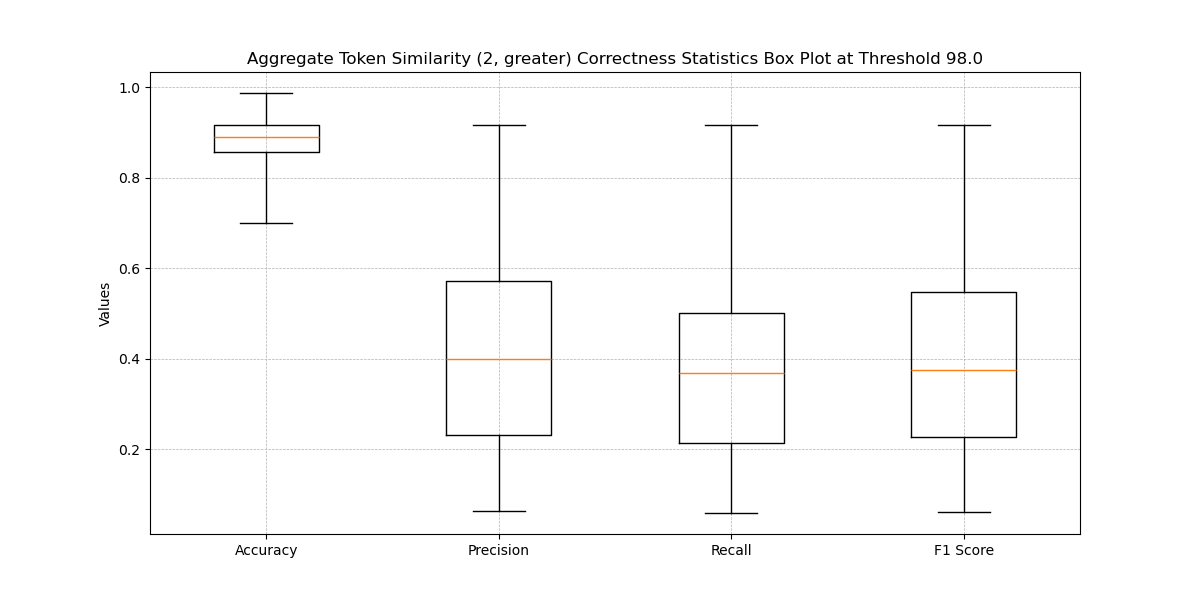 Aggregate Token Similarity (2, greater) Correctness Statistics Box Plot at Threshold 98.0
1.0
0.8
0.6
0.4
0.2
Values
Accuracy Precision Recall F1 Score